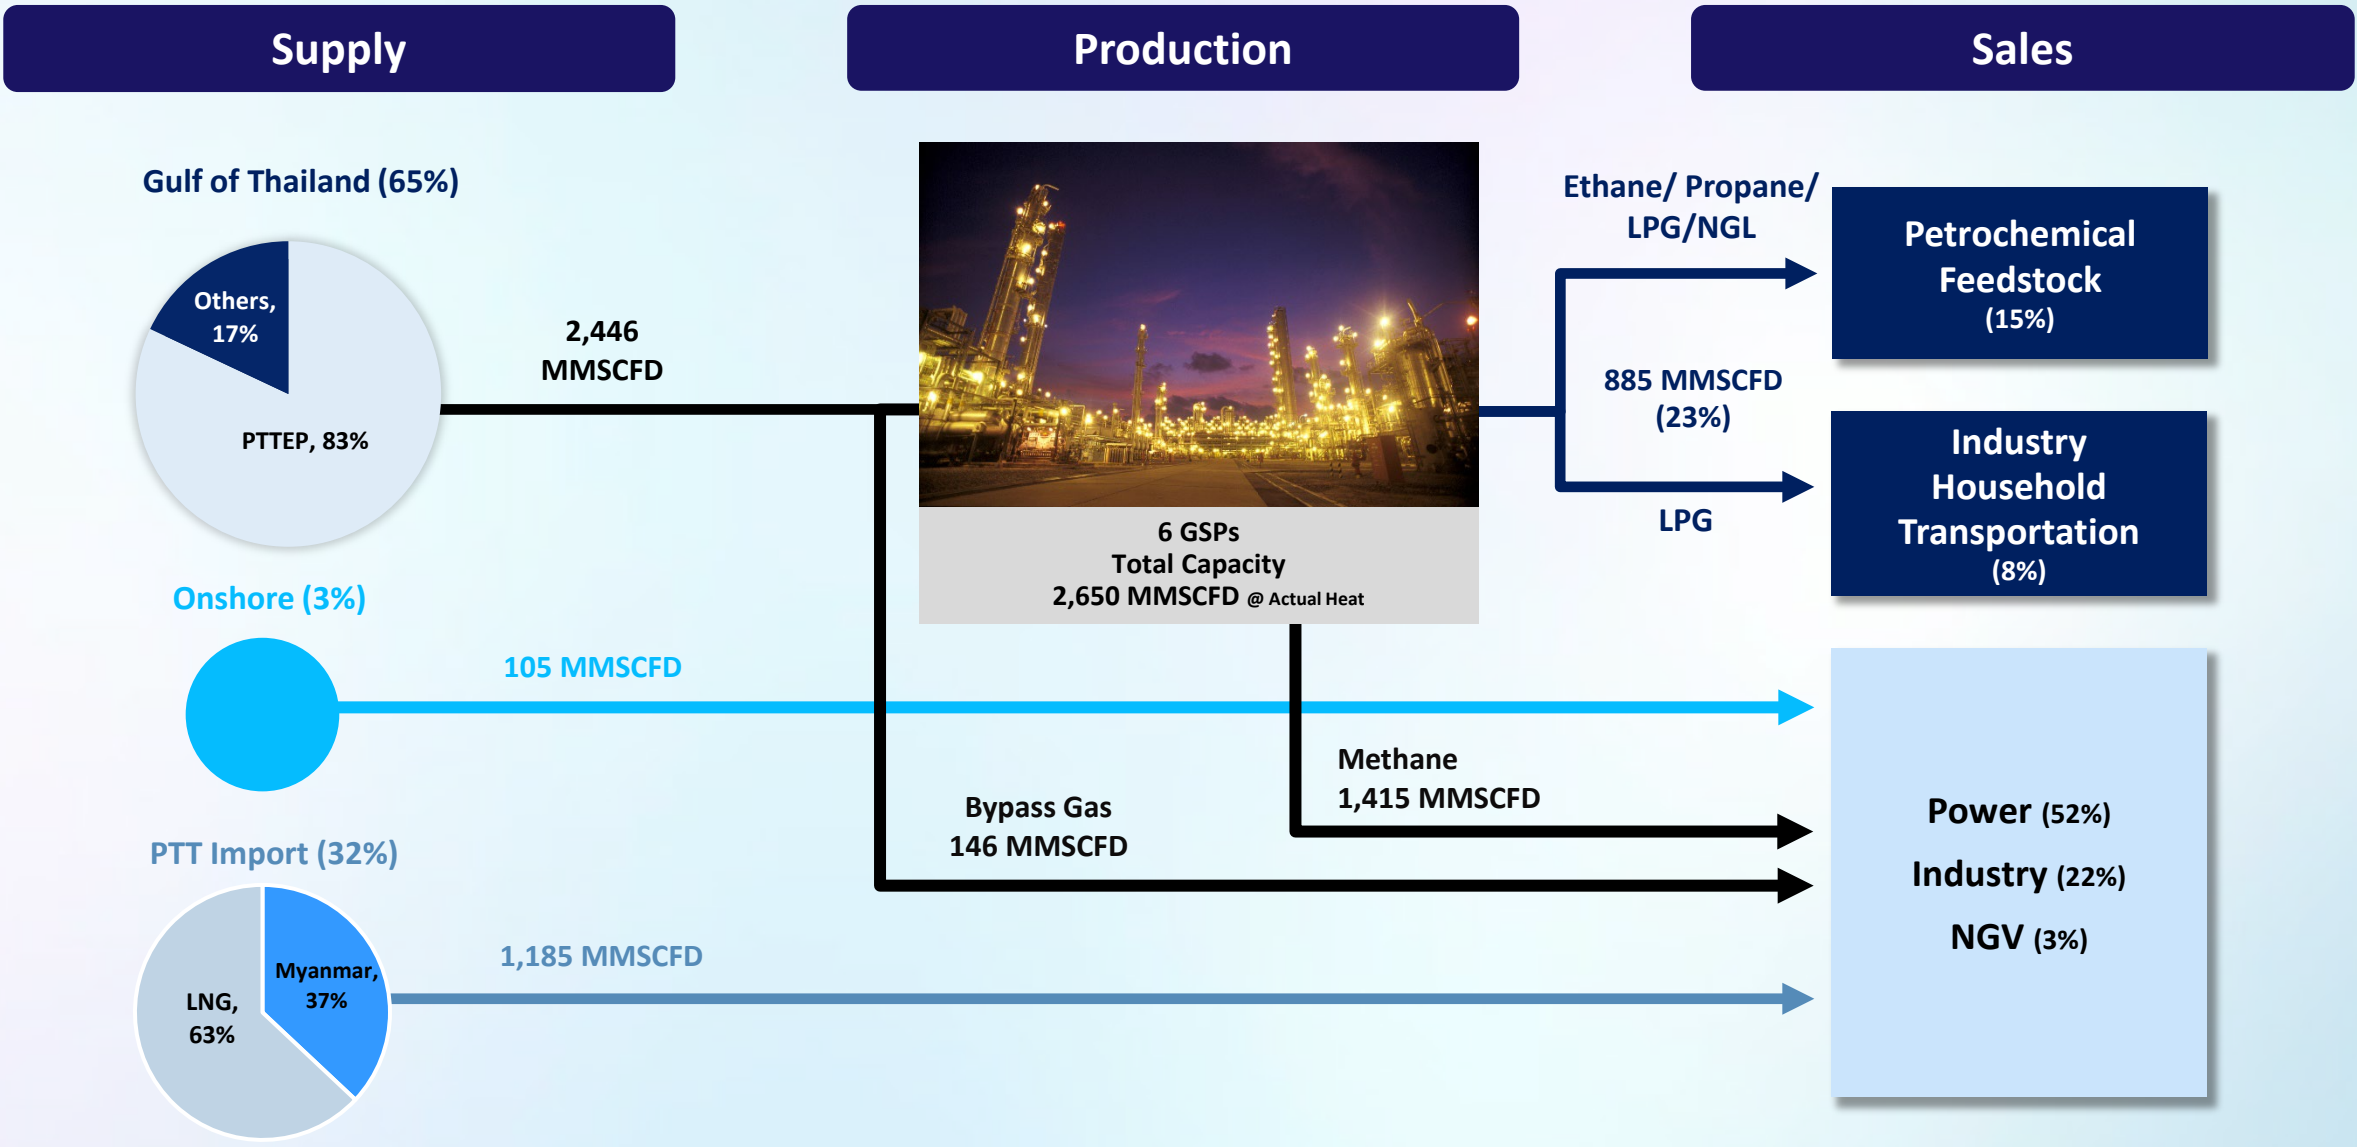 Supply
Production
Sales
Gulf of Thailand (65%)
Others,
17%
PTTEP, 83%
2,446
MMSCFD
Onshore (3%)
105 MMSCFD
PTT Import (32%)
Myanmar,
37%
LNG,
63%
1,185 MMSCFD
6 GSPs
Total Capacity
2,650 MMSCFD @ Actual Heat
Bypass Gas
146 MMSCFD
Methane
1,415 MMSCFD
Ethane/ Propane/
LPG/NGL
885 MMSCFD
(23%)
LPG
Petrochemical
Feedstock
(15%)
Industry
Household
Transportation
(8%)
Power (52%)
Industry (22%)
NGV (3%)